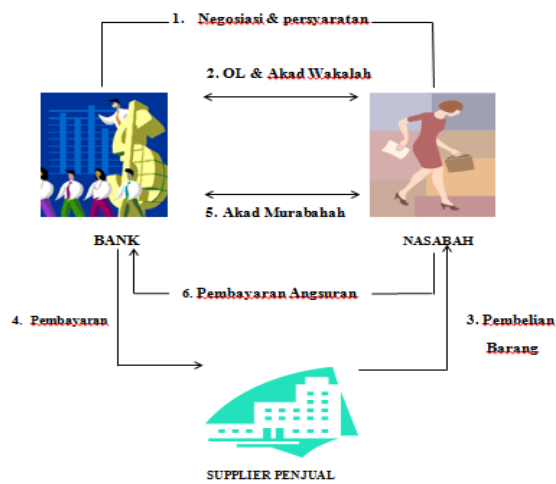 1. Negosiasi & persyaratan
2. OL & Akad Wakalah
5. Akad Murabahah
BANK
NASABAH
6. Pembayaran Angsuran
4. Pembayaran
3. Pembelian
Barang
SUPPLIER PENJUAL